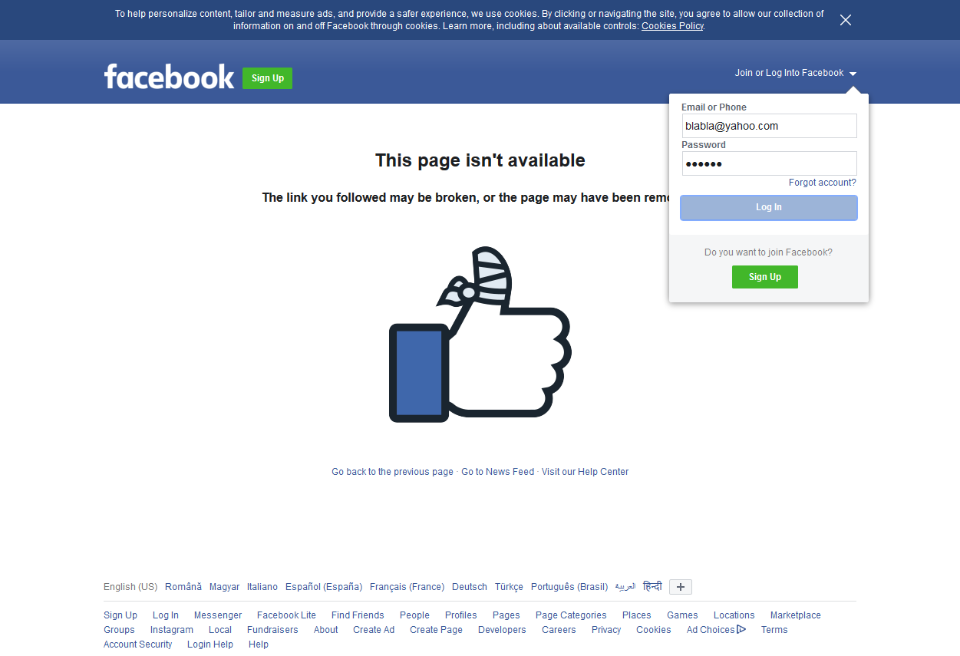 To help personalize content, tailor and measure ads, and provide a safer experience, we use cookies. By clicking or navigating the site, you agree to allow our collection of
information on and off Facebook through cookies. Learn more, including about available controls: Cookies Policy.
facebook Sign Up
Join or Log Into Facebook
Email or Phone
blabla@yahoo.com
Password
••••••
Forgot account?
Log In
Do you want to join Facebook?
Sign Up
This page isn't available
The link you followed may be broken, or the page may have been
Go back to the previous page · Go to News Feed · Visit our Help Center
English (US) Română Magyar Italiano Español (España) Français (France) Deutsch Türkçe Português (Brasil) العربية हिन्दी +
Sign Up Log In Messenger Facebook Lite Find Friends People Profiles Pages Page Categories Places Games Locations Marketplace
Groups Instagram Local Fundraisers About Create Ad Create Page Developers Careers Privacy Cookies Ad Choices Terms
Account Security Login Help Help